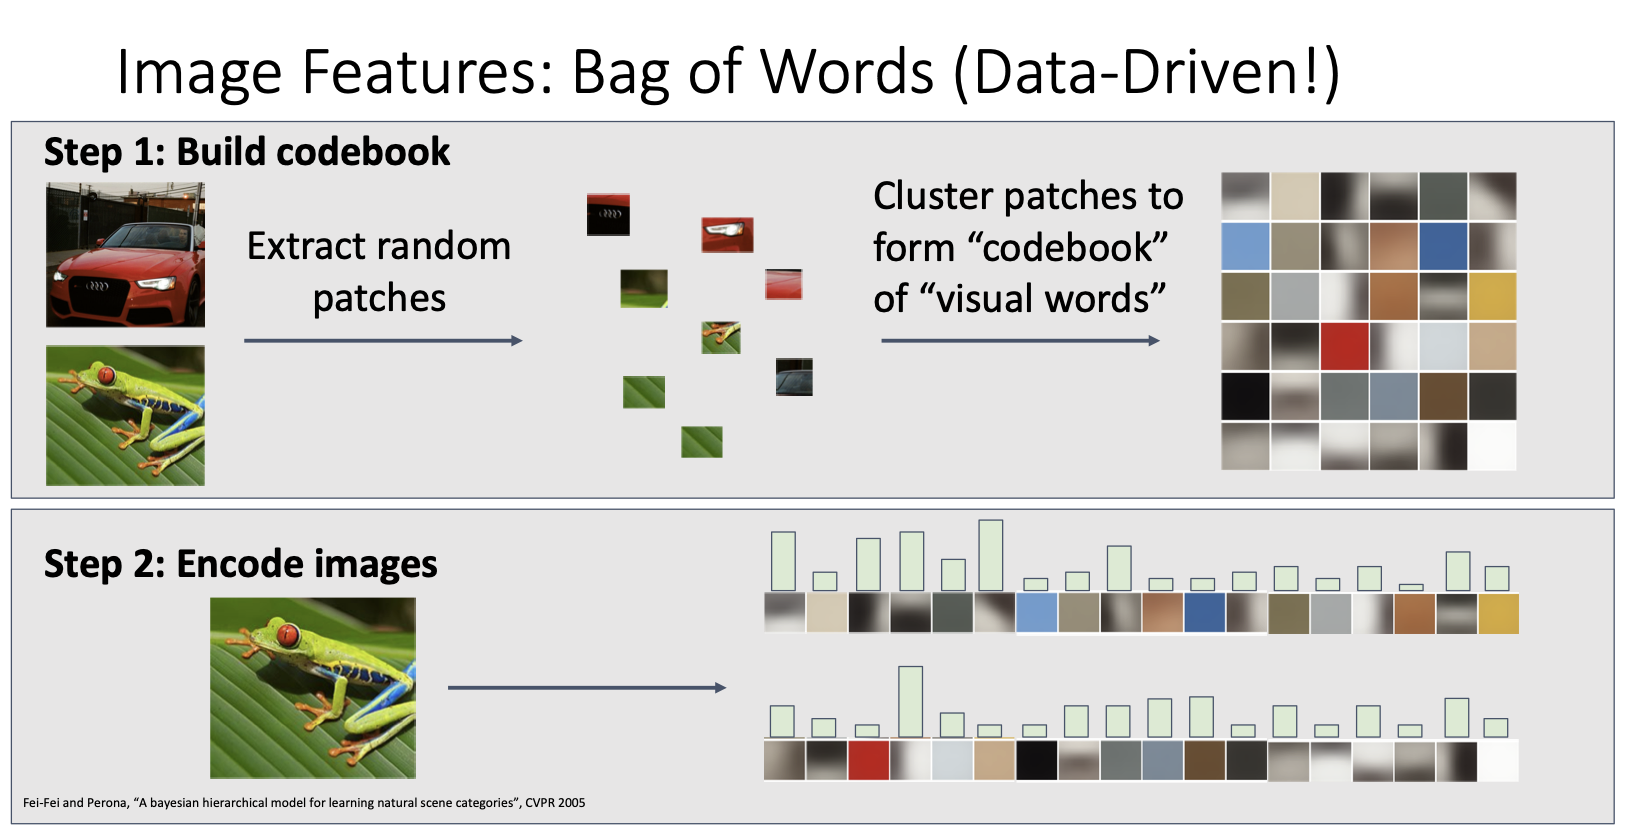 Image Features: Bag of Words (Data-Driven!)
Step 1: Build codebook
Extract random
patches
Cluster patches to
form “codebook”
of “visual words”
Step 2: Encode images
Fei-Fei and Perona, “A bayesian hierarchical model for learning natural scene categories”, CVPR 2005